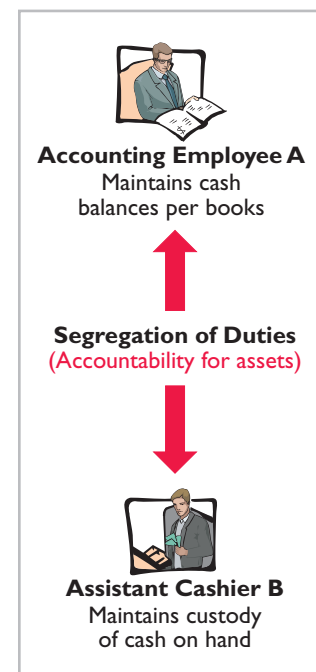 Accounting Employee A
Maintains cash
balances per books
Segregation of Duties
(Accountability for assets)
Assistant Cashier B
Maintains custody
of cash on hand